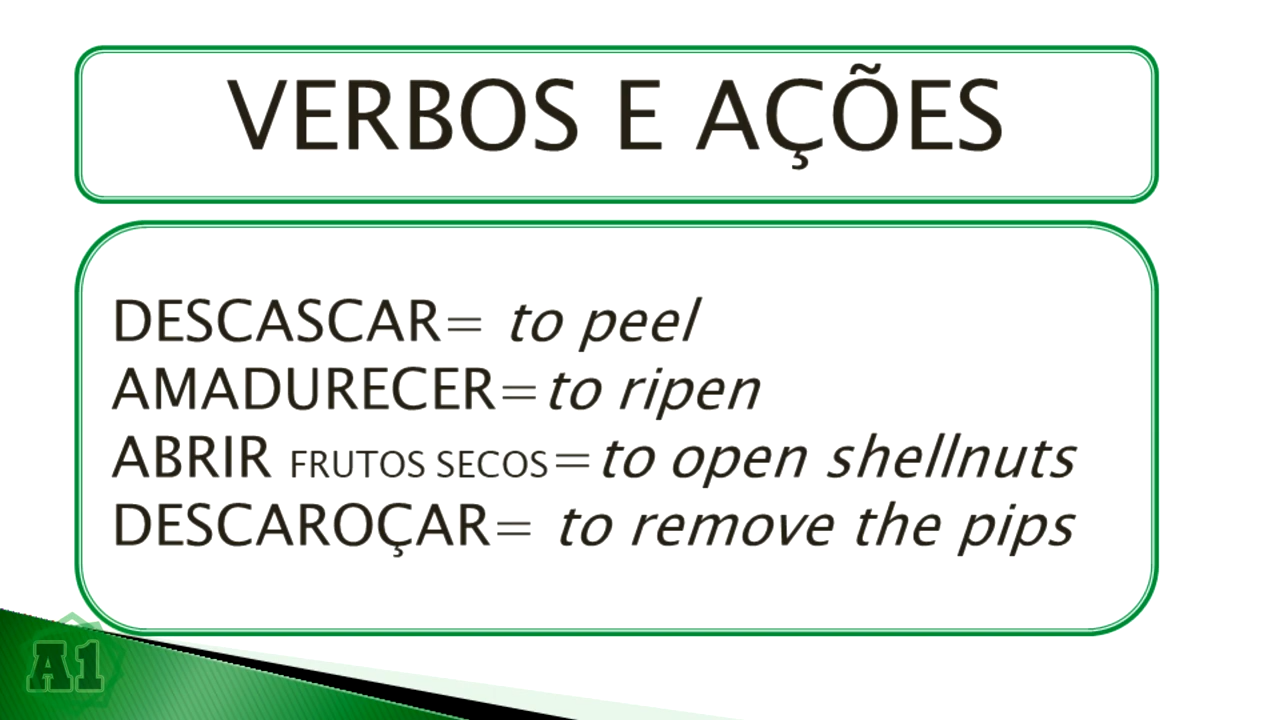 VERBOS E AÇÕES
DESCASCAR= to peel
AMADURECER=to ripen
ABRIR FRUTOS SECOS=to open shellnuts
DESCAROÇAR= to remove the pips
A1